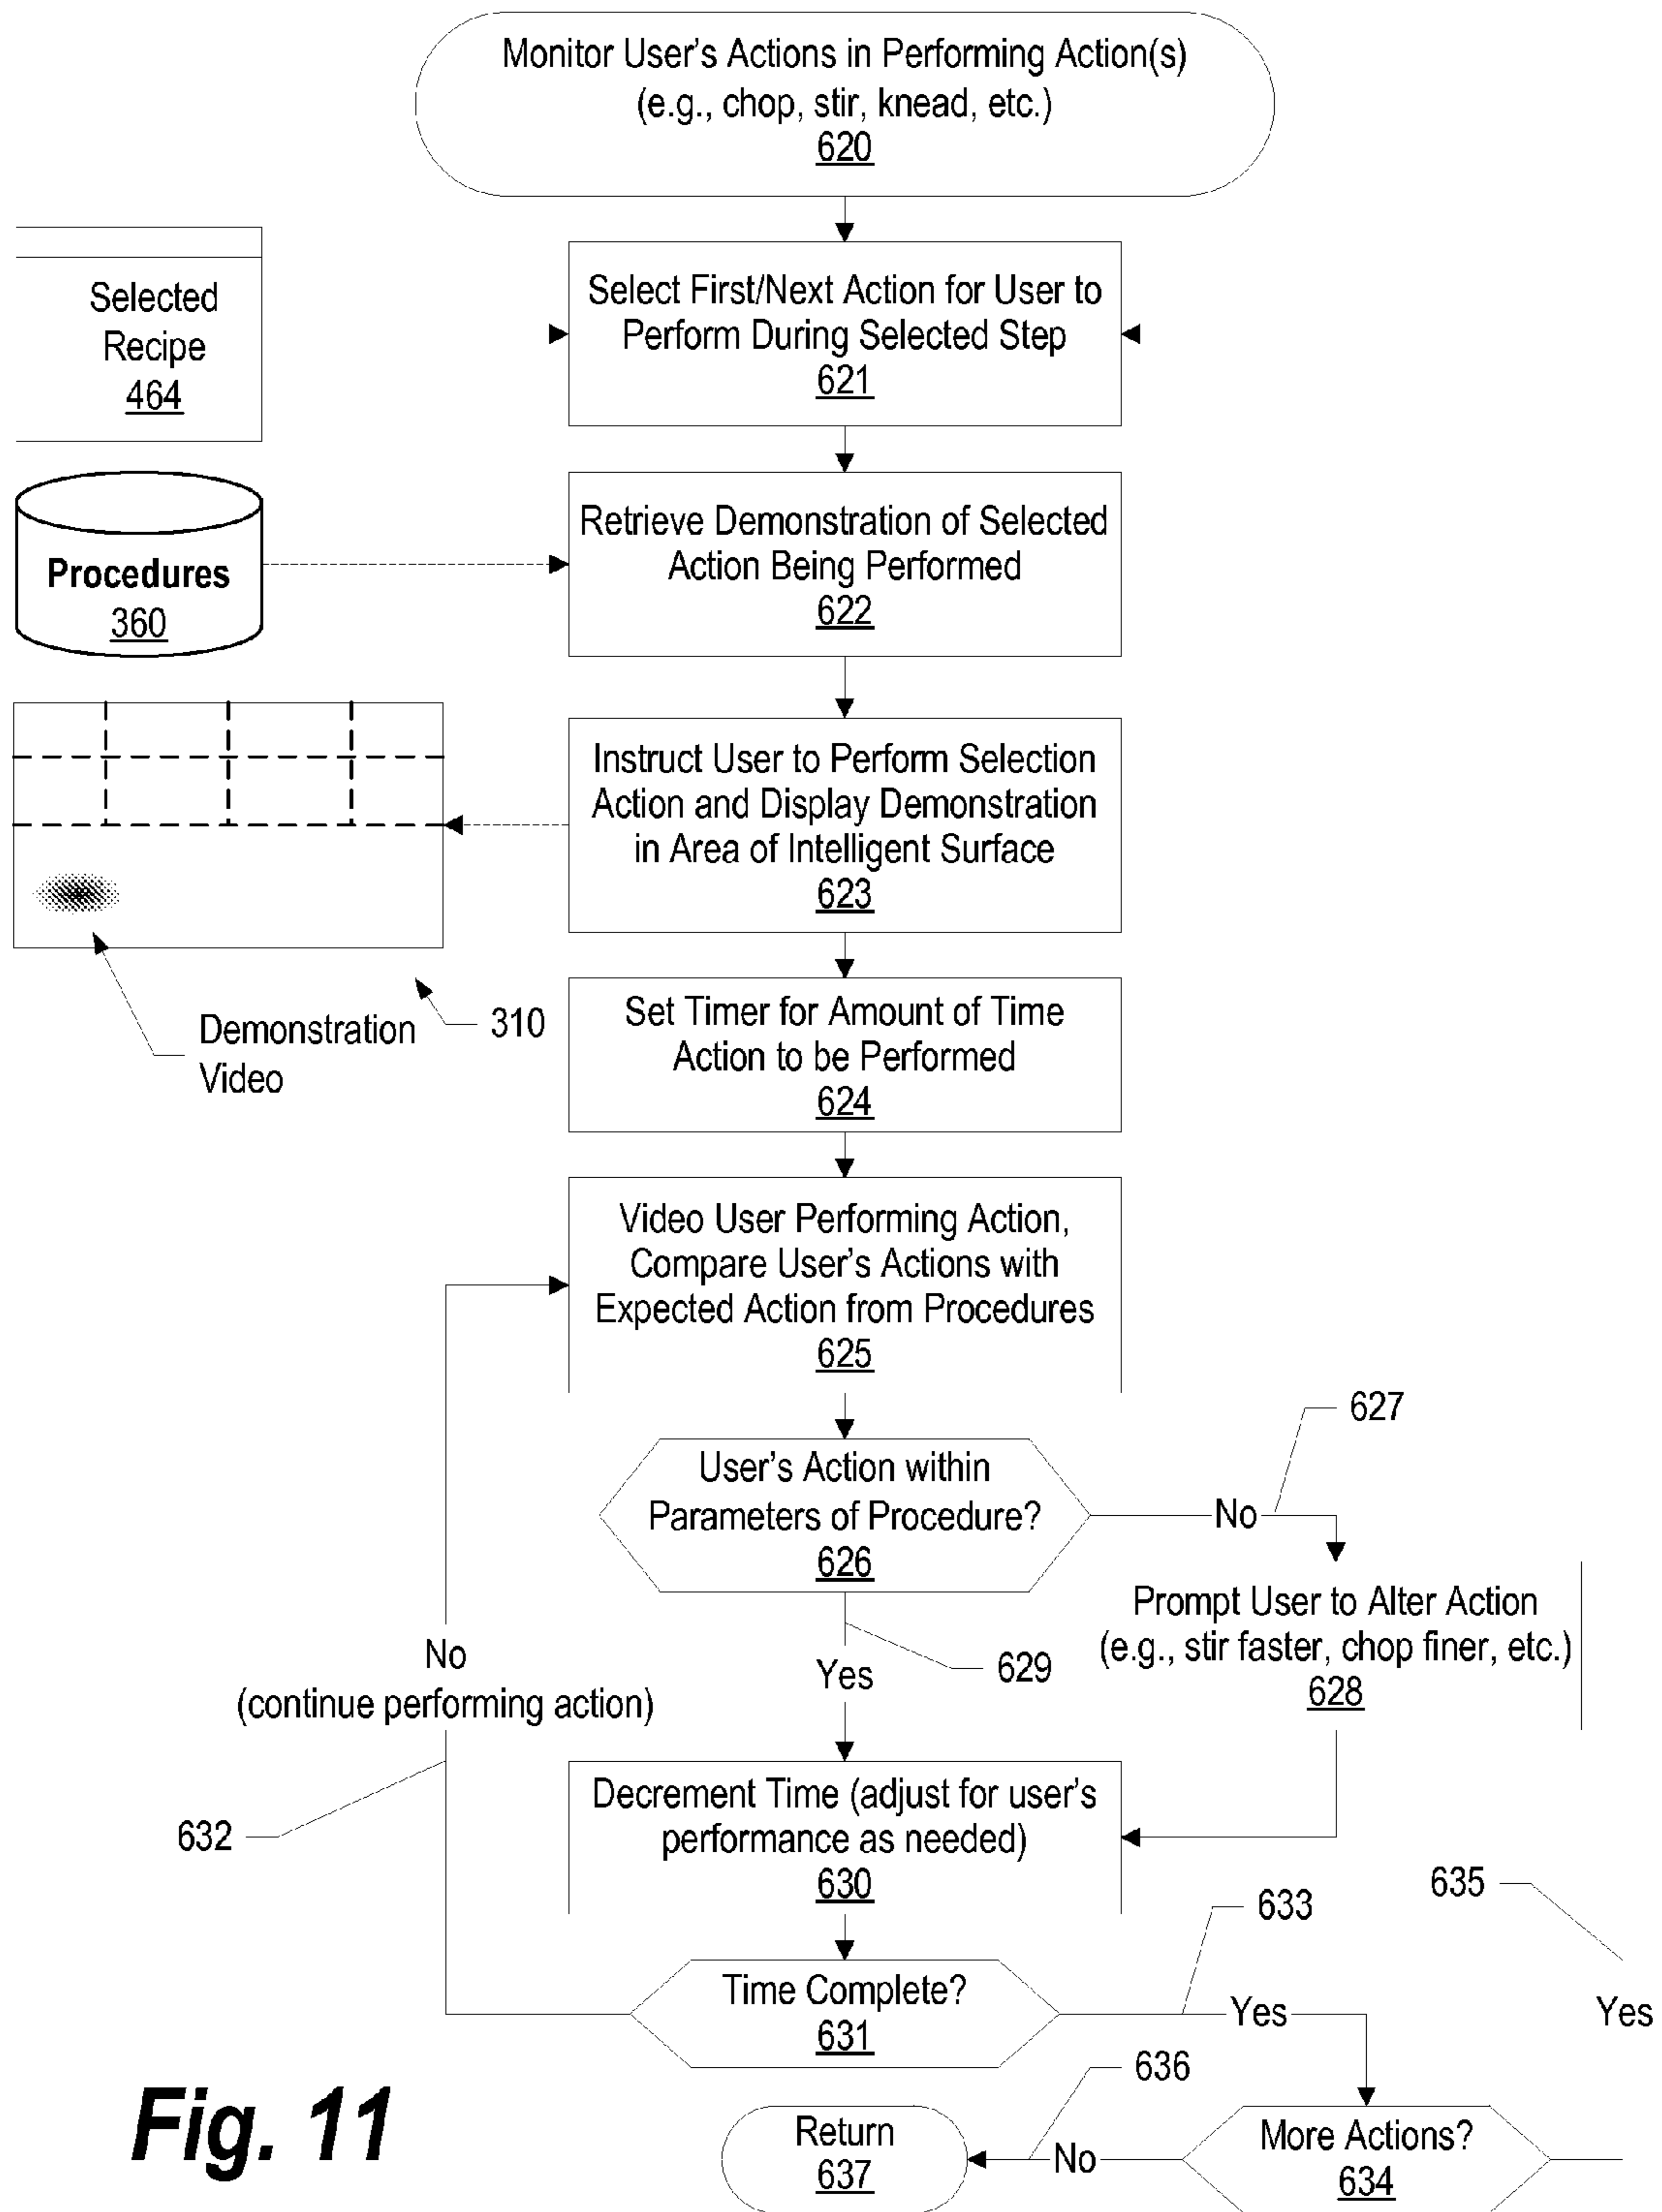 Monitor User's Actions in Performing Action(s)
(e.g., chop, stir, knead, etc.)
620
Selected
Recipe
464
Select First/Next Action for User to
Perform During Selected Step
621
Procedures
360
Retrieve Demonstration of Selected
Action Being Performed
622
Instruct User to Perform Selection
Action and Display Demonstration
in Area of Intelligent Surface
623
Demonstration
Video
310
Set Timer for Amount of Time
Action to be Performed
624
Video User Performing Action,
Compare User's Actions with
Expected Action from Procedures
625
627
User's Action within
Parameters of Procedure?
626
No
Prompt User to Alter Action
(e.g., stir faster, chop finer, etc.)
628
629
Yes
No
(continue performing action)
632
Decrement Time (adjust for user's
performance as needed)
630
633
635
Time Complete?
631
Yes
Yes
636
More Actions?
634
No
Return
637
Fig. 11